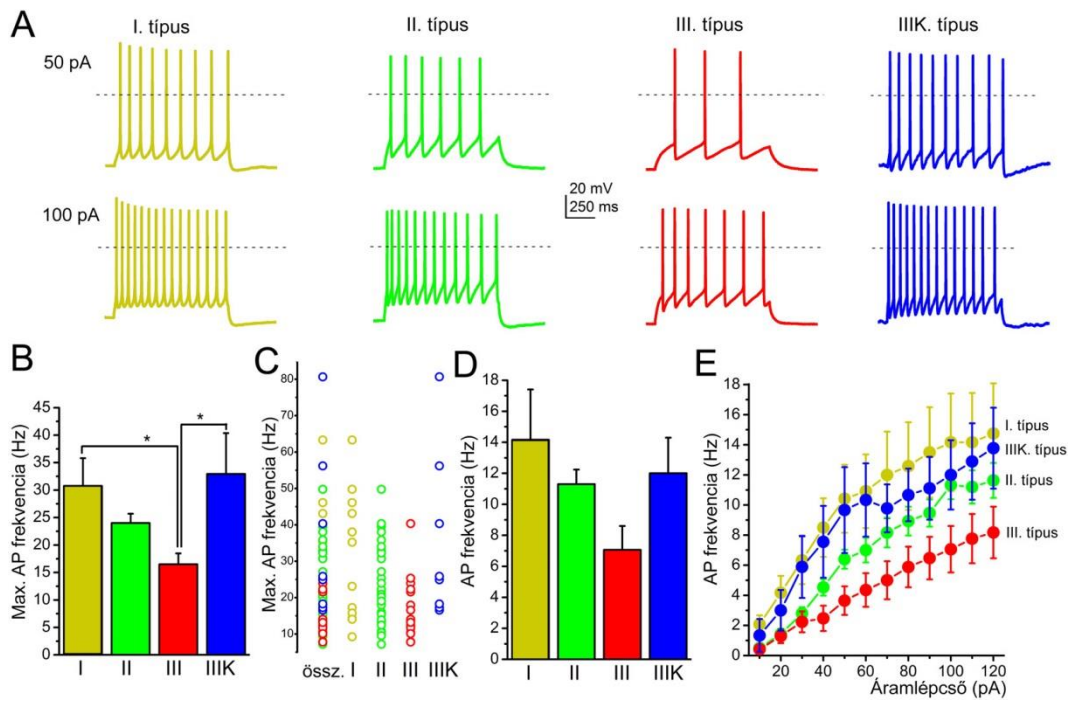 A
I. típus
II. típus
III. típus
IIIK. típus
50 pA
20 mV
250 ms
100 pA
B
Max. AP frekvencia (Hz)
45
40
35
30
25
20
15
10
5
0
*
*
I
II
III
IIIK
C
Max. AP frekvencia (Hz)
80
70
60
50
40
30
20
10
össz.
I
II
III
IIIK
D
AP frekvencia (Hz)
18
16
14
12
10
8
6
4
2
0
I
II
III
IIIK
E
AP frekvencia (Hz)
18
16
14
12
10
8
6
4
2
0
I. típus
IIIK. típus
II. típus
III. típus
20
40
60
80
100
120
Áramlépcső (pA)